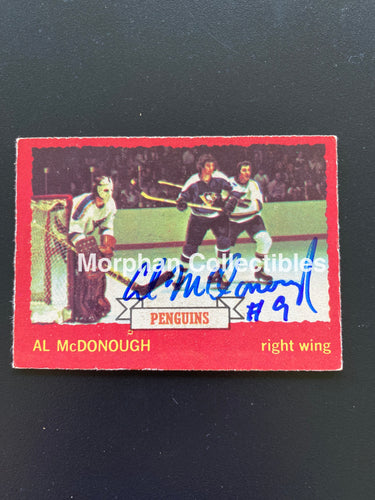 Morphan Collectibles
Al McDonough
#9
PENGUINS
AL McDONOUGH
right wing